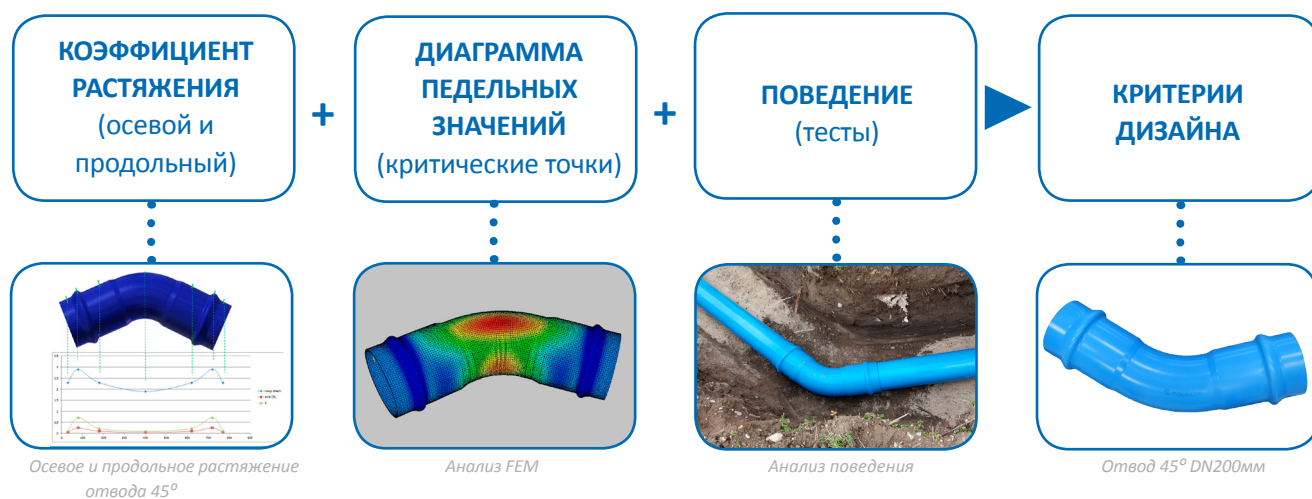 КОЭФФИЦИЕНТ
РАСТЯЖЕНИЯ
(осевой и
продольный)
+
ДИАГРАММА
ПЕДЕЛЬНЫХ
ЗНАЧЕНИЙ
(критические точки)
+
ПОВЕДЕНИЕ
(тесты)
КРИТЕРИИ
ДИЗАЙНА
Осевое и продольное растяжение
отвода 45º
Анализ FEM
Анализ поведения
Отвод 45º DN200мм